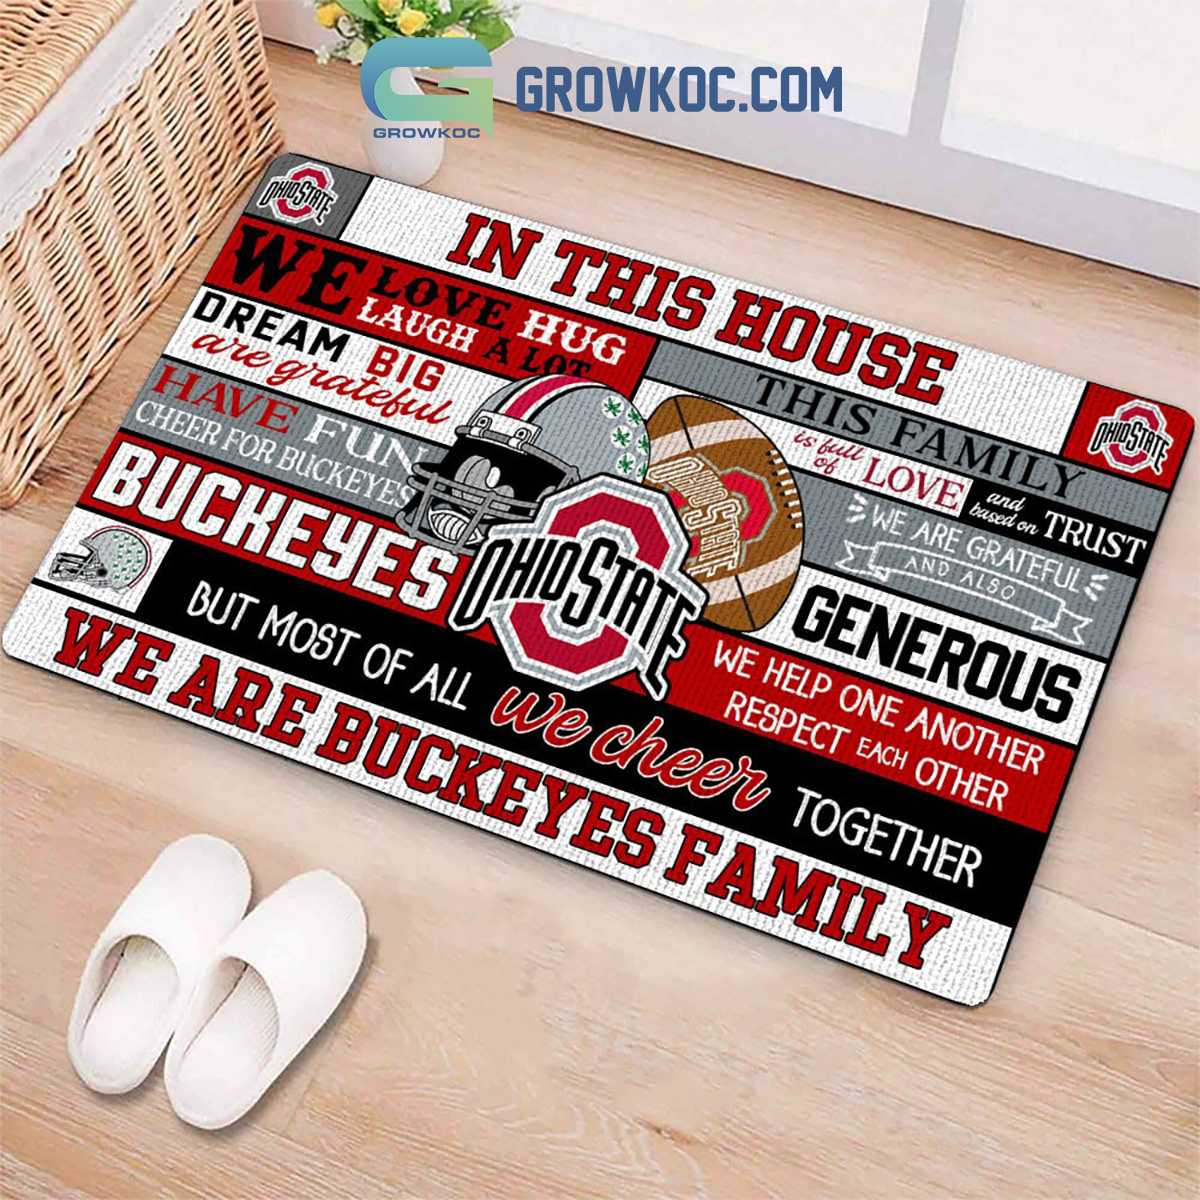 GROWKOC
GROWKOC.COM
OHIO STATE
IN THIS HOUSE
WE LOVE HUG
LAUGH A LOT
DREAM BIG
are grateful
HAVE FUN
CHEER FOR BUCKEYES
BUCKEYES
THIS FAMILY
is full of LOVE and based on TRUST
OHIO STATE
WE ARE GRATEFUL
AND ALSO
GENEROUS
WE HELP ONE ANOTHER
RESPECT EACH OTHER
OHIO STATE
OHIO STATE
BUT MOST OF ALL we cheer TOGETHER
WE ARE BUCKEYES FAMILY